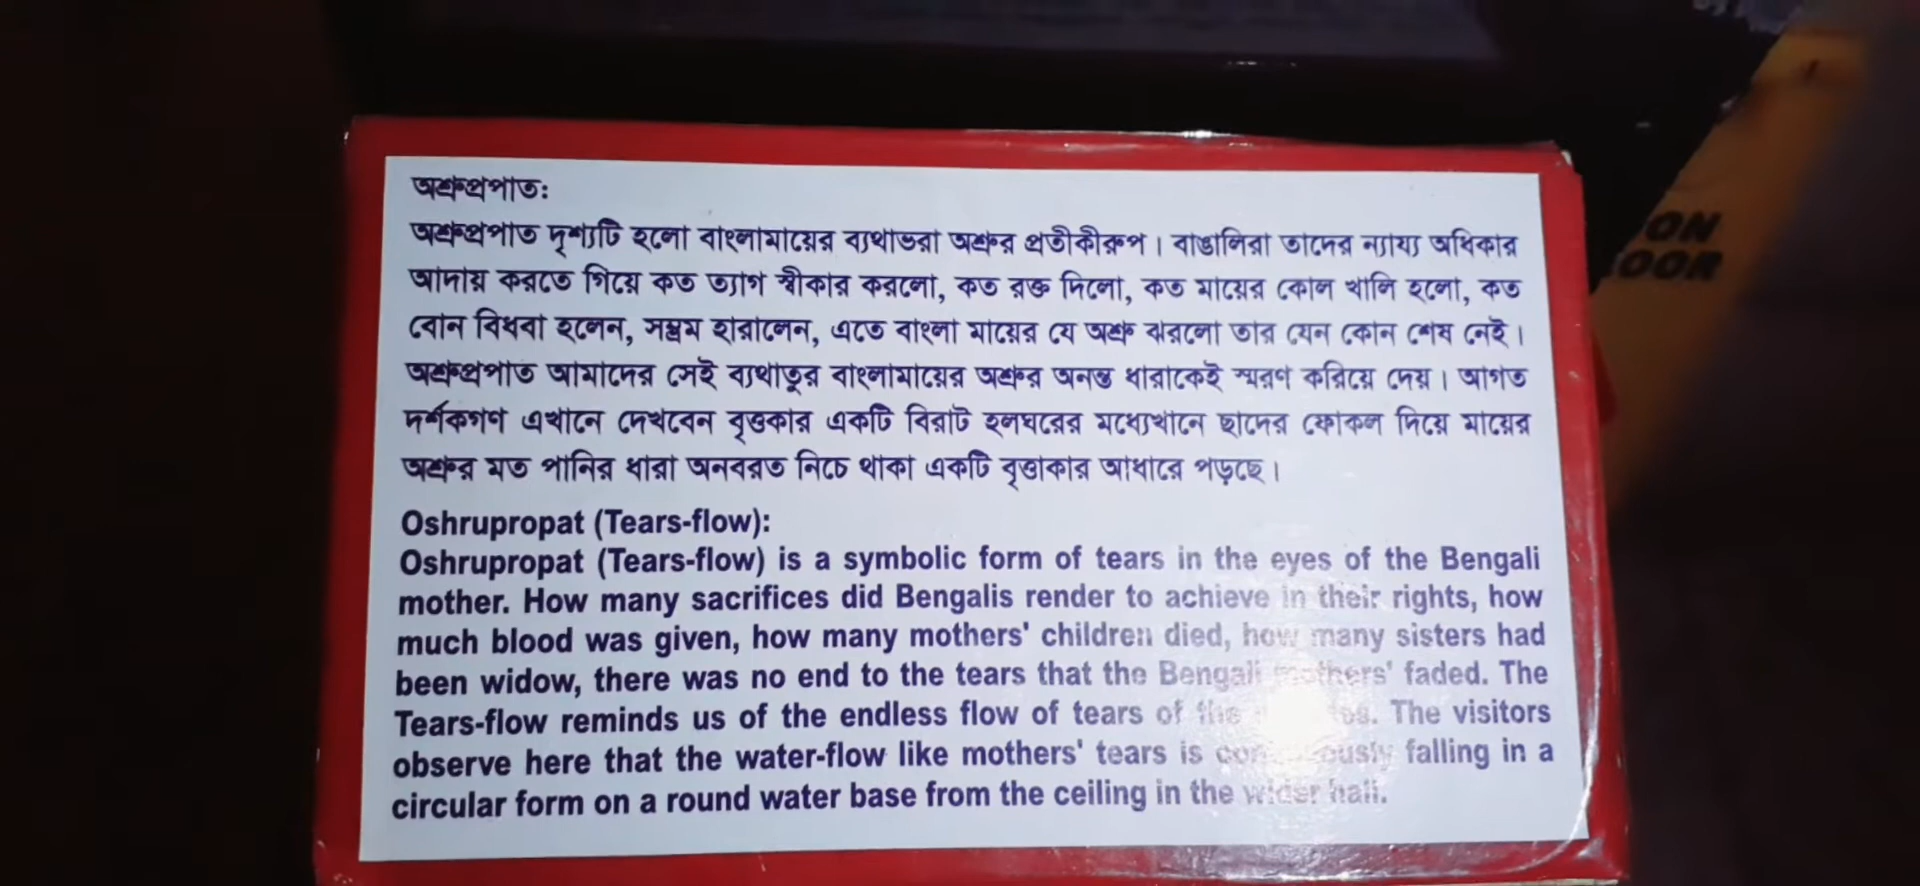 অশ্রুপ্রপাত:
অশ্রুপ্রপাত দৃশ্যটি হলো বাংলামায়ের ব্যথাভরা অশ্রুর প্রতীকীরুপ। বাঙালিরা তাদের ন্যায্য অধিকার
আদায় করতে গিয়ে কত ত্যাগ স্বীকার করলো, কত রক্ত দিলো, কত মায়ের কোল খালি হলো, কত
বোন বিধবা হলেন, সম্ভ্রম হারালেন, এতে বাংলা মায়ের যে অশ্রু ঝরলো তার যেন কোন শেষ নেই।
অশ্রুপ্রপাত আমাদের সেই ব্যথাতুর বাংলামায়ের অশ্রুর অনন্ত ধারাকেই স্মরণ করিয়ে দেয়। আগত
দর্শকগণ এখানে দেখবেন বৃত্তকার একটি বিরাট হলঘরের মধ্যেখানে ছাদের ফোকল দিয়ে মায়ের
অশ্রুর মত পানির ধারা অনবরত নিচে থাকা একটি বৃত্তাকার আধারে পড়ছে।
Oshrupropat (Tears-flow):
Oshrupropat (Tears-flow) is a symbolic form of tears in the eyes of the Bengali
mother. How many sacrifices did Bengalis render to achieve in their rights, how
much blood was given, how many mothers' children died, how many sisters had
been widow, there was no end to the tears that the Bengali mothers' faded. The
Tears-flow reminds us of the endless flow of tears of the The visitors
observe here that the water-flow like mothers' tears is continuously falling in a
circular form on a round water base from the ceiling in the wider hall.
ON
OOR